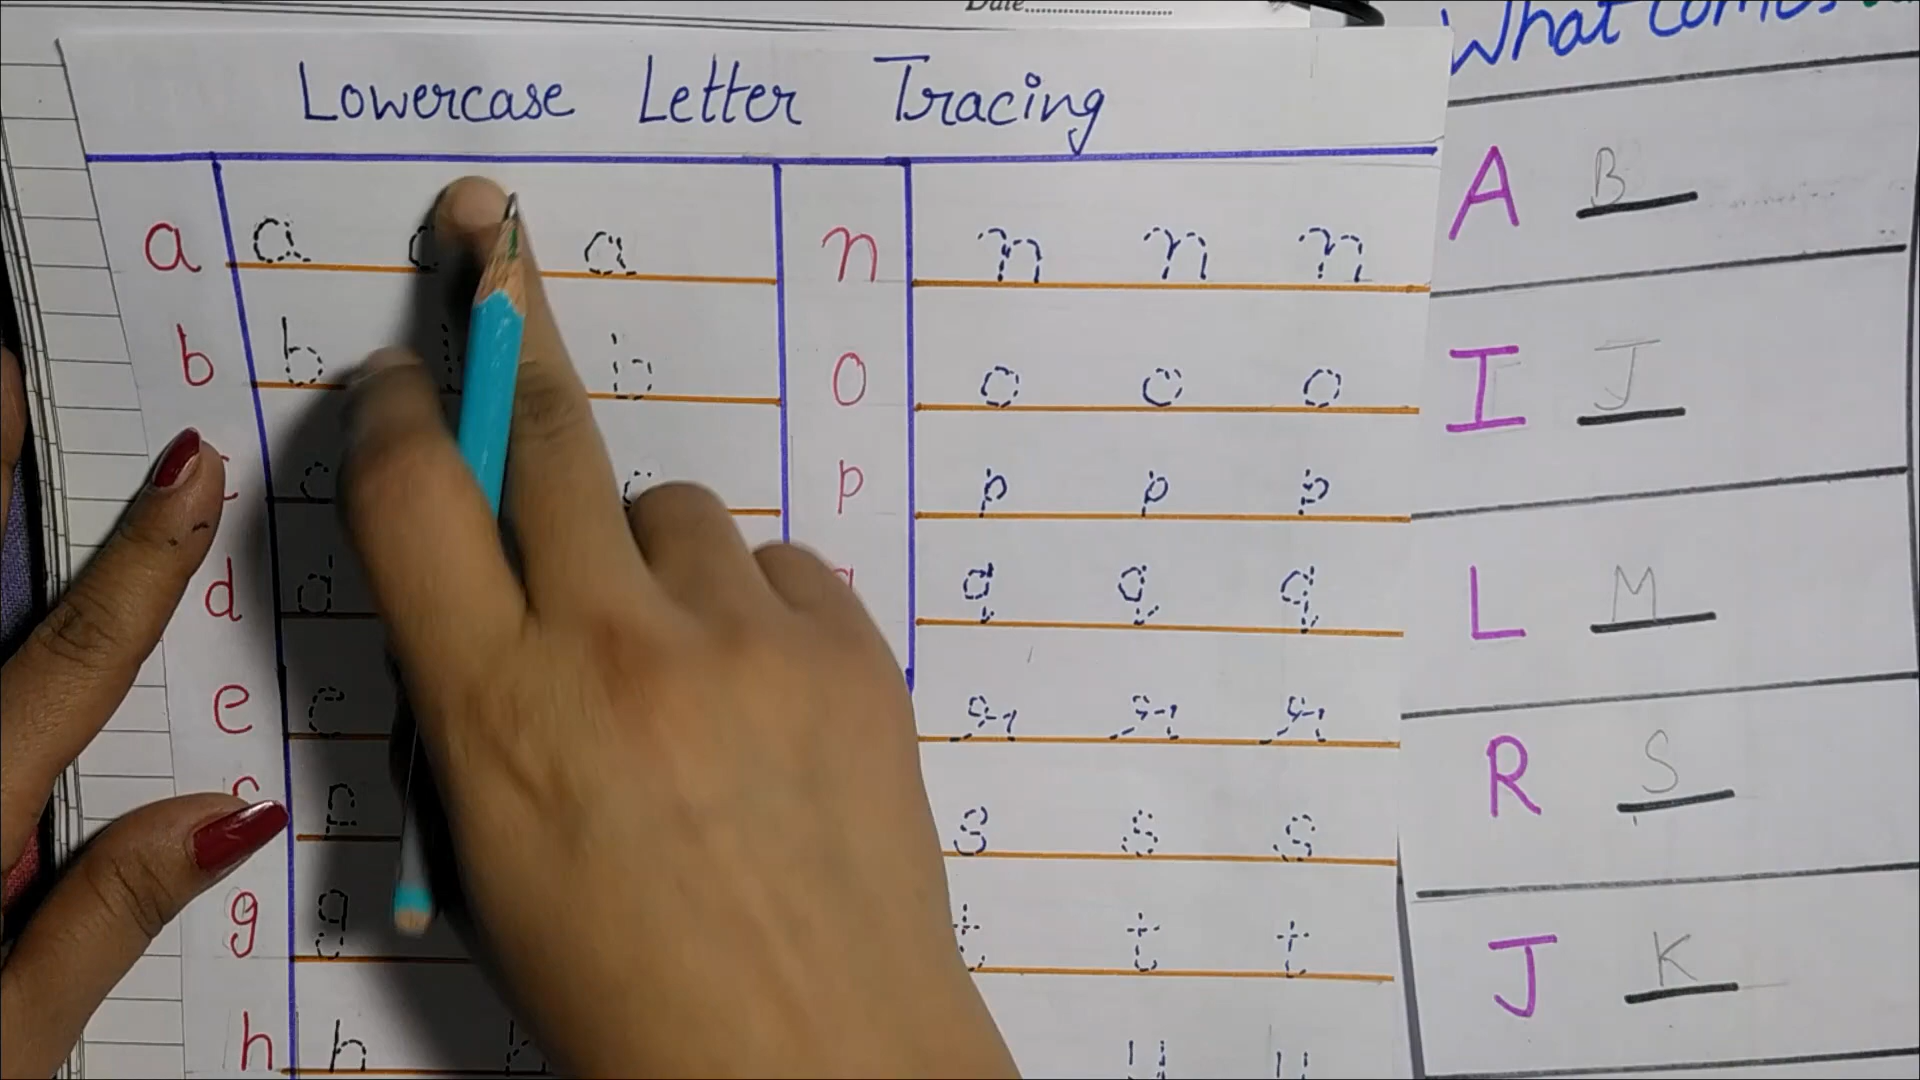 Date
What comes
Lowercase Letter Tracing
a a a a
b b b b
c c c
d d
e e
g g
h h h
n n n n
o o o o
p p p p
q q q q
r r r
s s s
t t t
u u
A B
I J
L M
R S
J K